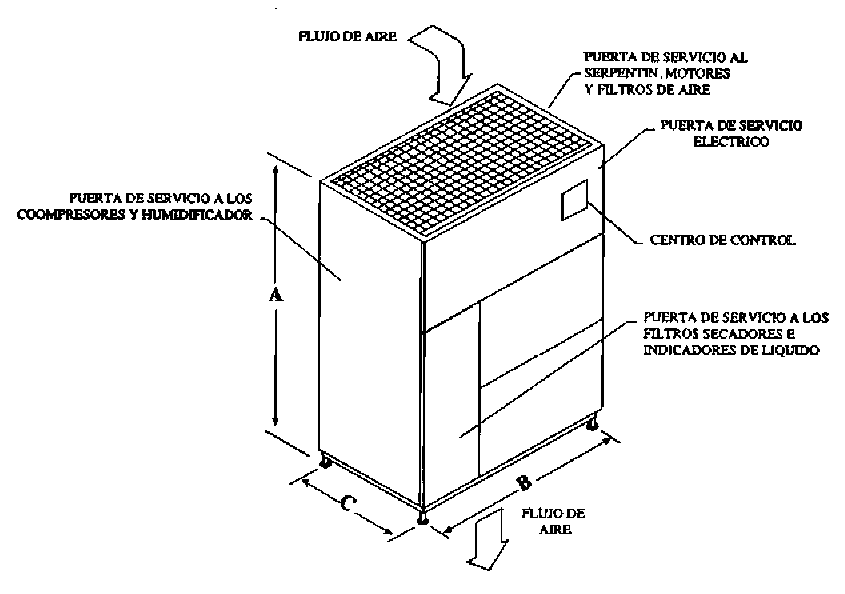 FLUJO DE AIRE
PUERTA DE SERVICIO AL
SERPENTIN, MOTORES
Y FILTROS DE AIRE
PUERTA DE SERVICIO
ELECTRICO
PUERTA DE SERVICIO A LOS
COOMPRESORES Y HUMIDIFICADOR
CENTRO DE CONTROL
A
PUERTA DE SERVICIO A LOS
FILTROS SECADORES E
INDICADORES DE LIQUIDO
B
C
FLUJO DE
AIRE